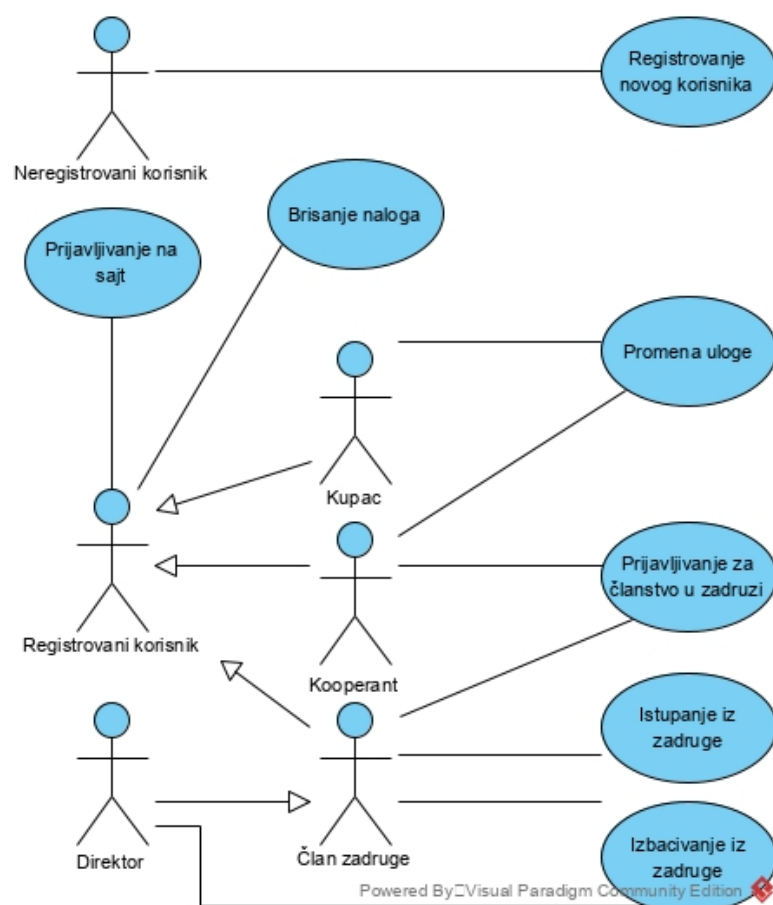 Registrovanje
novog korisnika
Neregistrovani korisnik
Brisanje naloga
Prijavljivanje na
sajt
Promena uloge
Kupac
Prijavljivanje za
članstvo u zadruzi
Registrovani korisnik
Kooperant
Istupanje iz
zadruge
Direktor
Član zadruge
Izbacivanje iz
zadruge
Powered By Visual Paradigm Community Edition